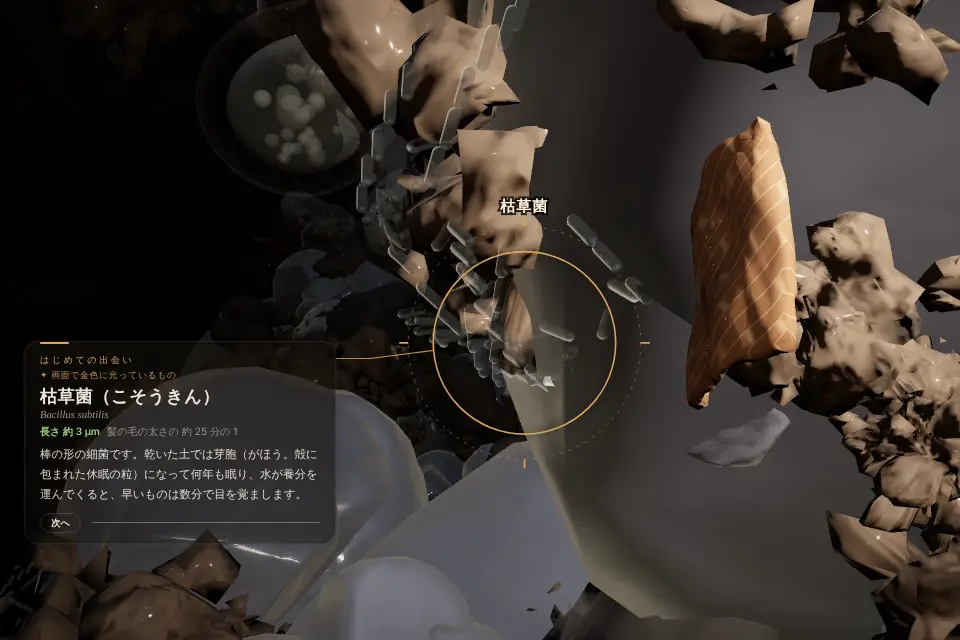 枯草菌
はじめての出会い
✦ 画面で金色に光っているもの
枯草菌（こそうきん）
Bacillus subtilis
長さ 約 3 μm 髪の毛の太さの 約 25 分の 1
棒の形の細菌です。乾いた土では芽胞（がほう。殻に
包まれた休眠の粒）になって何年も眠り、水が養分を
運んでくると、早いものは数分で目を覚まします。
次へ